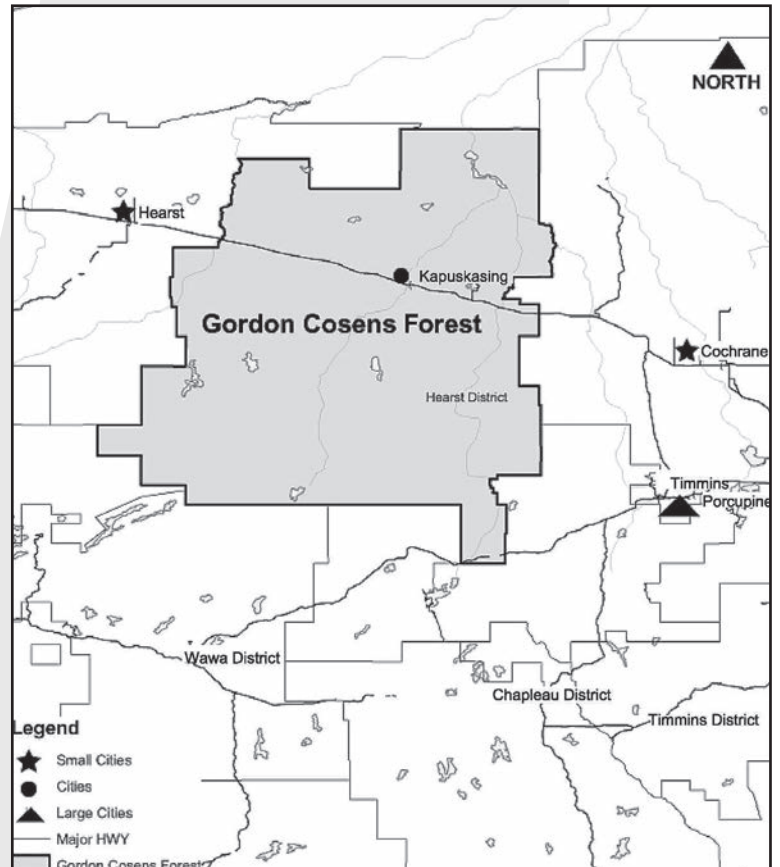 NORTH
Hearst
Kapuskasing
Gordon Cosens Forest
Cochrane
Hearst District
Timmins
Porcupine
Wawa District
Chapleau District
Timmins District
Legend
Small Cities
Cities
Large Cities
Major HWY
Gordon Cosens Forest